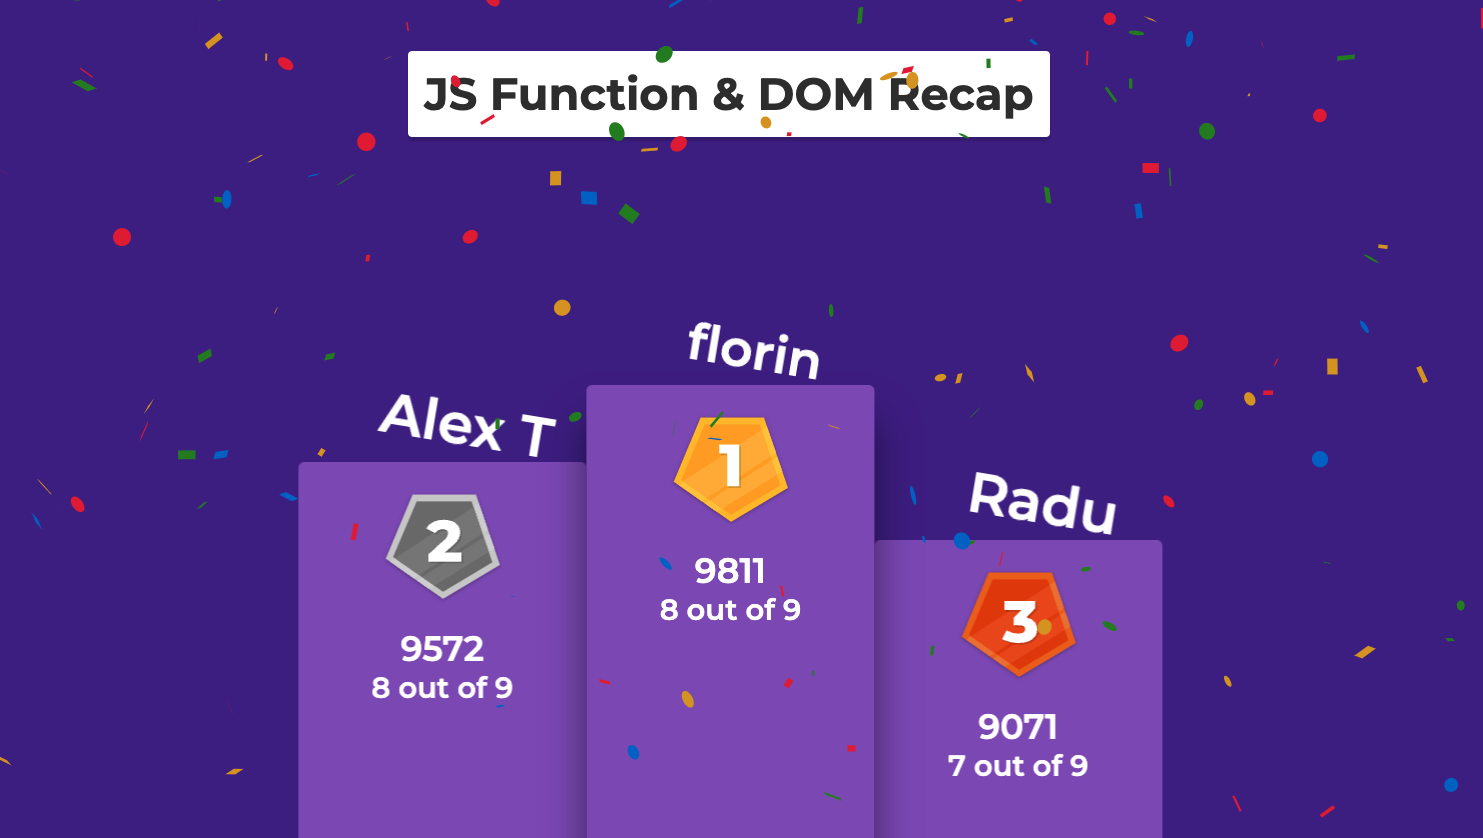 JS Function & DOM Recap
florin
1
9811
8 out of 9
Alex T
2
9572
8 out of 9
Radu
3
9071
7 out of 9